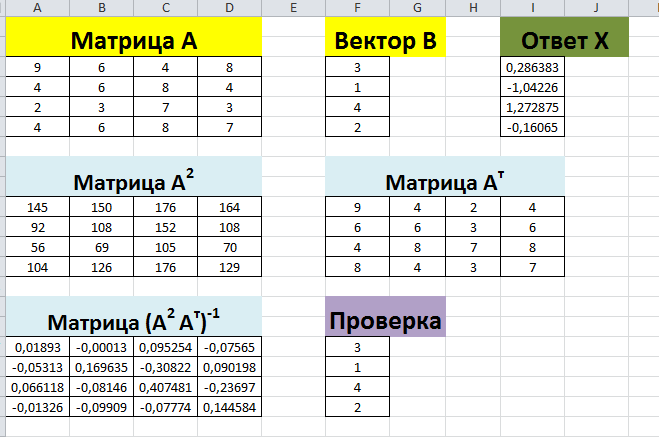 A B C D E F G H I J
Матрица А Вектор В Ответ Х
9 6 4 8 3 0,286383
4 6 8 4 1 -1,04226
2 3 7 3 4 1,272875
4 6 8 7 2 -0,16065
Матрица А² Матрица Аᵀ
145 150 176 164 9 4 2 4
92 108 152 108 6 6 3 6
56 69 105 70 4 8 7 8
104 126 176 129 8 4 3 7
Матрица (А² Аᵀ)⁻¹ Проверка
0,01893 -0,00013 0,095254 -0,07565 3
-0,05313 0,169635 -0,30822 0,090198 1
0,066118 -0,08146 0,407481 -0,23697 4
-0,01326 -0,09909 -0,07774 0,144584 2